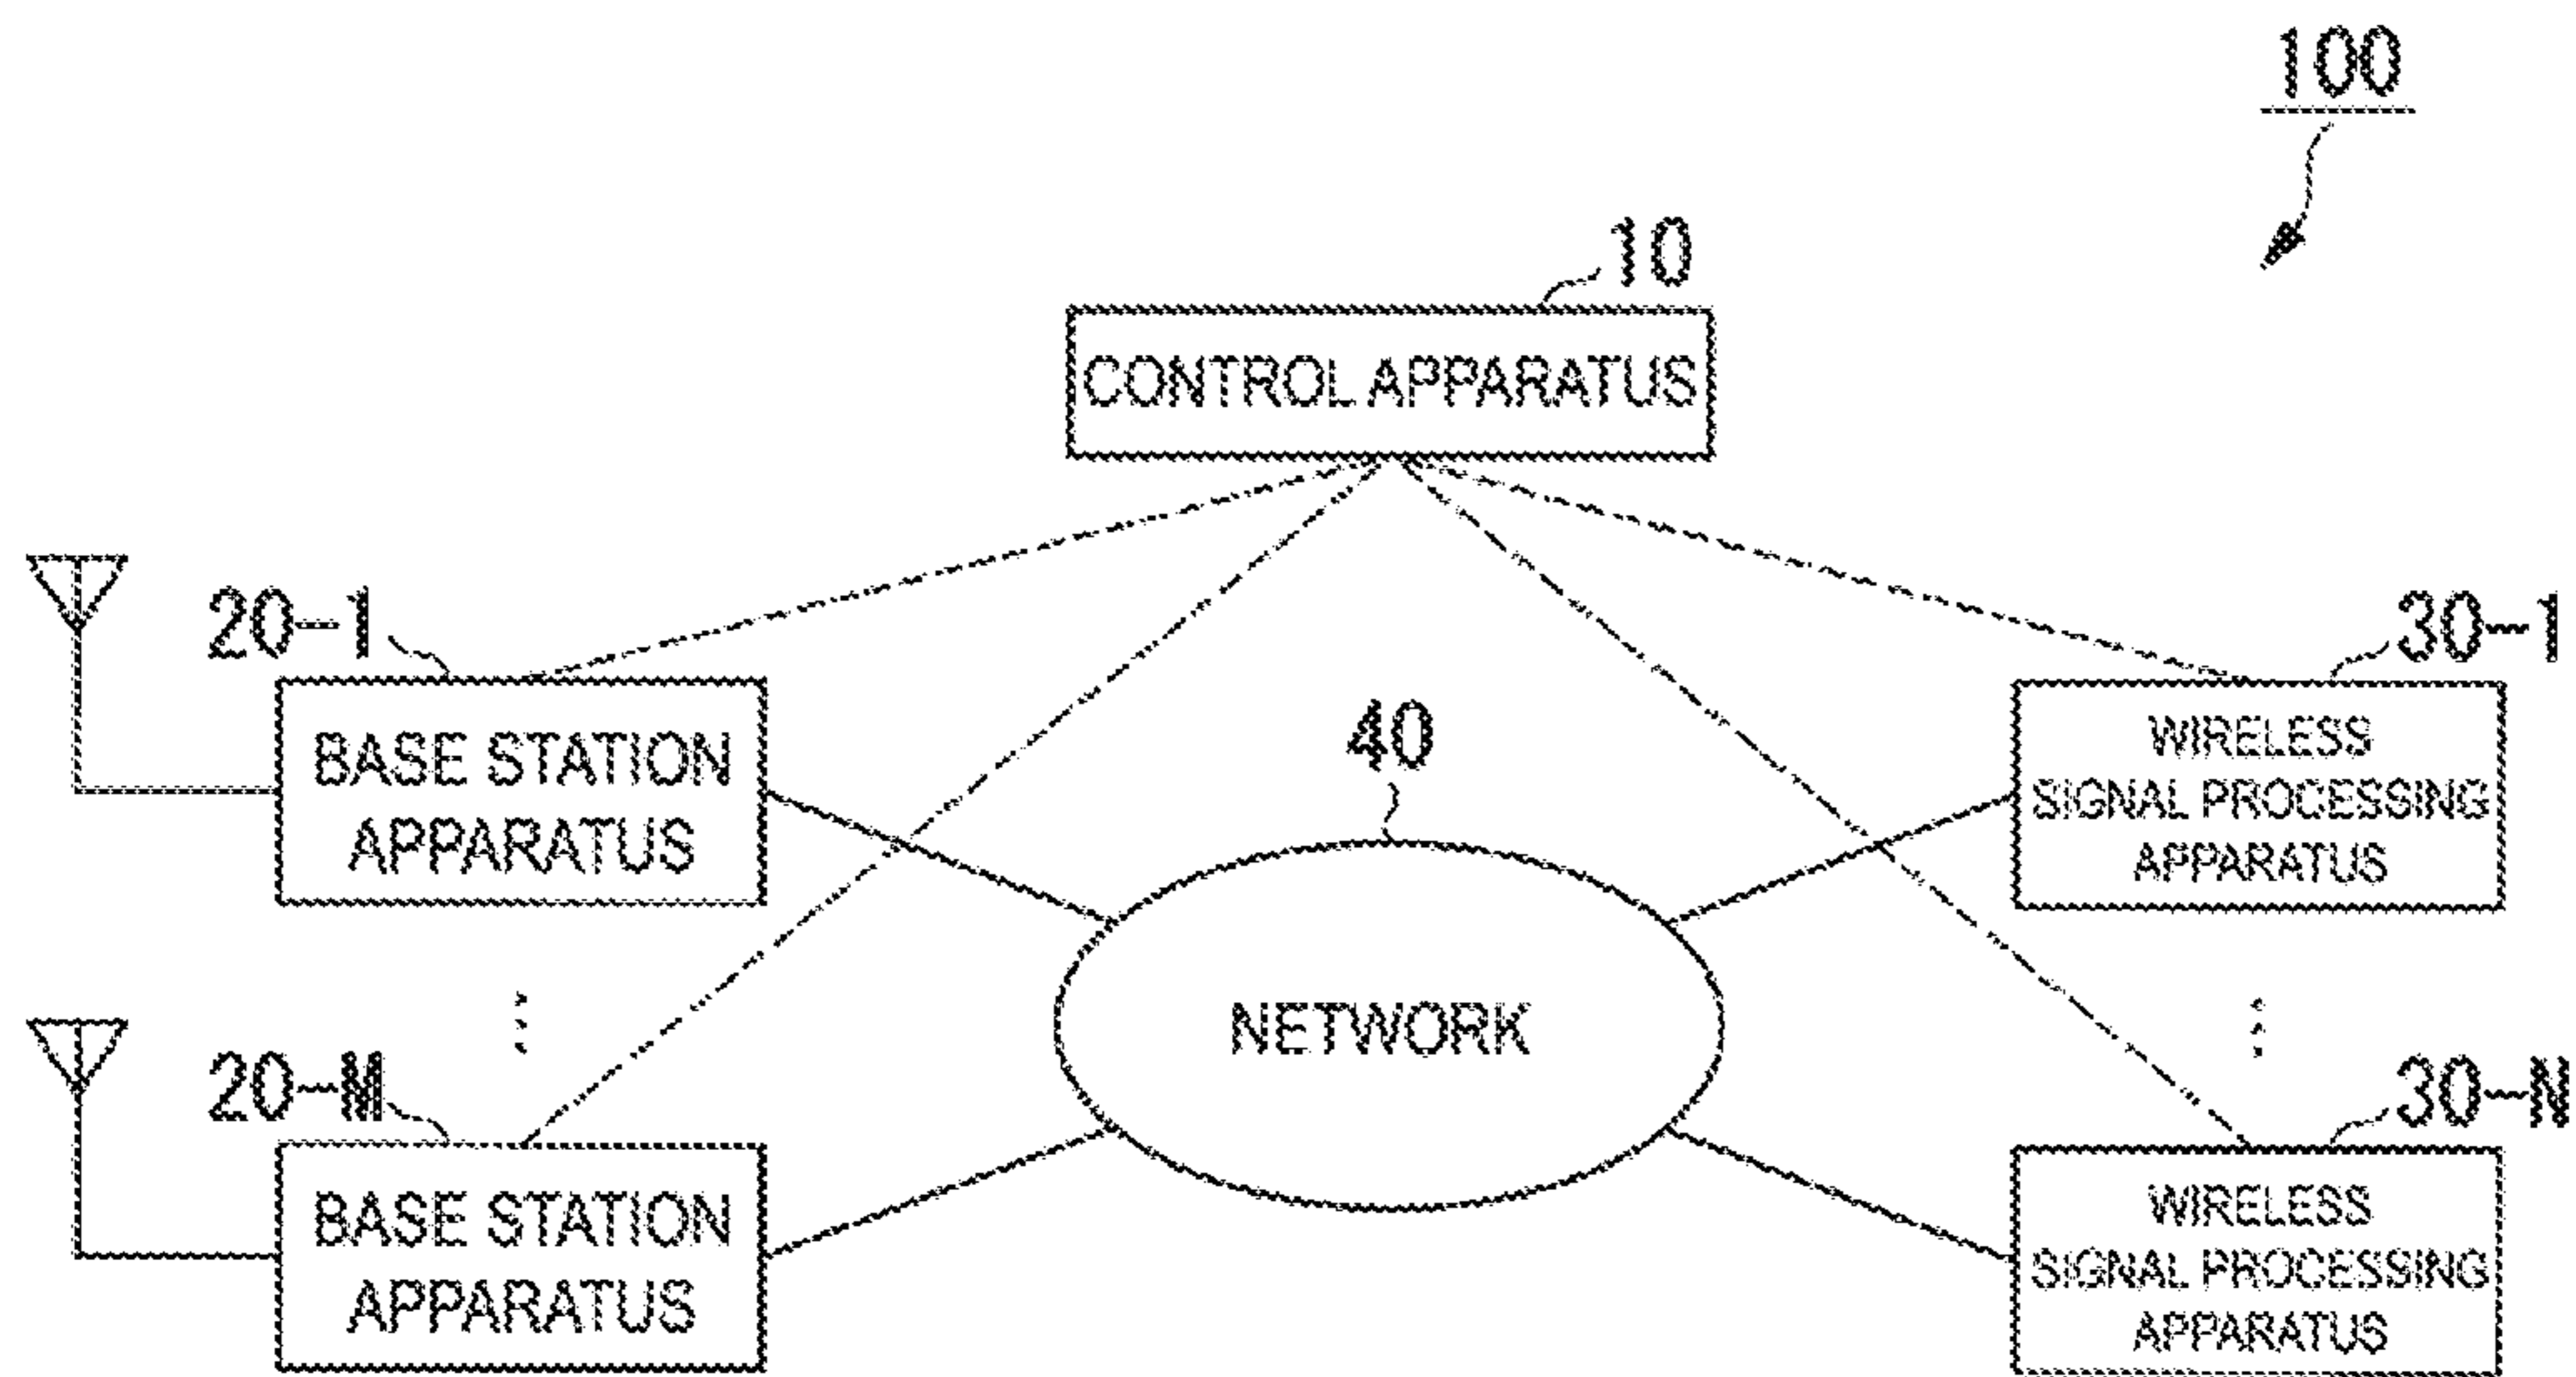 100
10
CONTROL APPARATUS
20-1
30-1
BASE STATION
APPARATUS
WIRELESS
SIGNAL PROCESSING
APPARATUS
40
NETWORK
20-M
30-N
BASE STATION
APPARATUS
WIRELESS
SIGNAL PROCESSING
APPARATUS